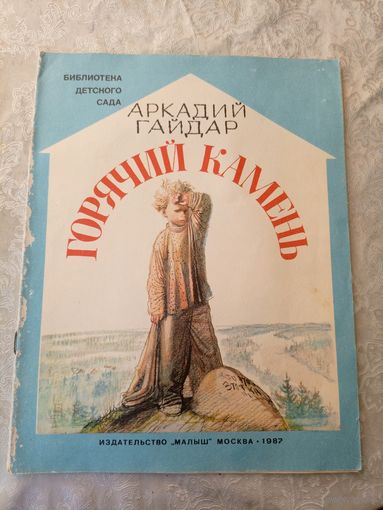 БИБЛИОТЕКА
ДЕТСКОГО
САДА
АРКАДИЙ
ГАЙДАР
ГОРЯЧИЙ КАМЕНЬ
ИЗДАТЕЛЬСТВО „МАЛЫШ" МОСКВА · 1987